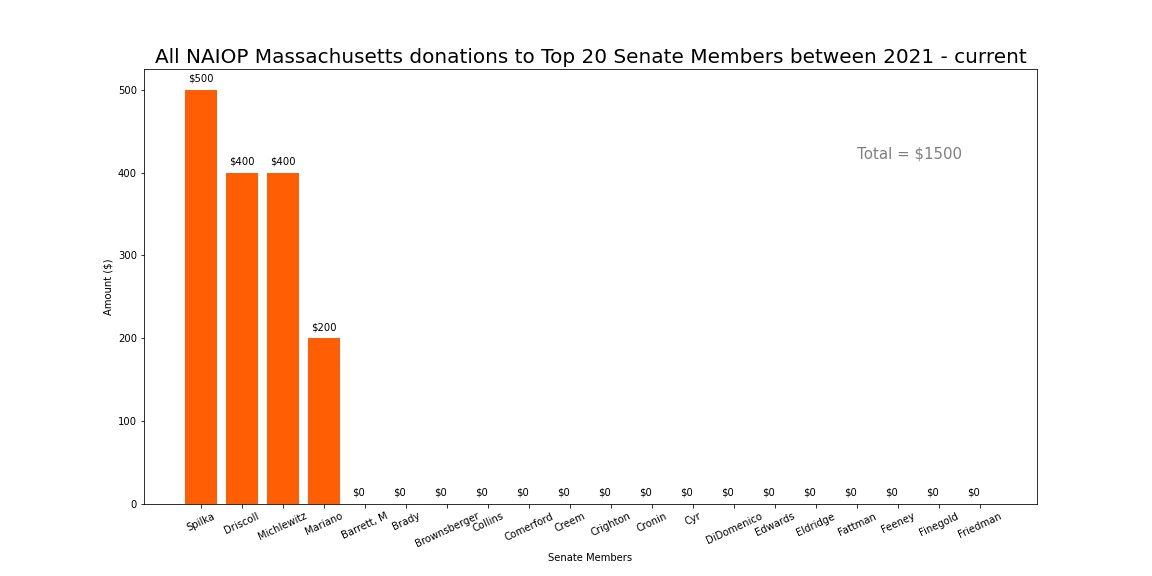 All NAIOP Massachusetts donations to Top 20 Senate Members between 2021 - current
$500
500
Total = $1500
$400 $400
400
300
Amount ($)
$200
200
100
$0 $0 $0 $0 $0 $0 $0 $0 $0 $0 $0 $0 $0 $0 $0 $0
0
Spilka Driscoll Michlewitz Mariano Barrett, M Brady Brownsberger Collins Comerford Creem Crighton Cronin Cyr DiDomenico Edwards Eldridge Fattman Feeney Finegold Friedman
Senate Members